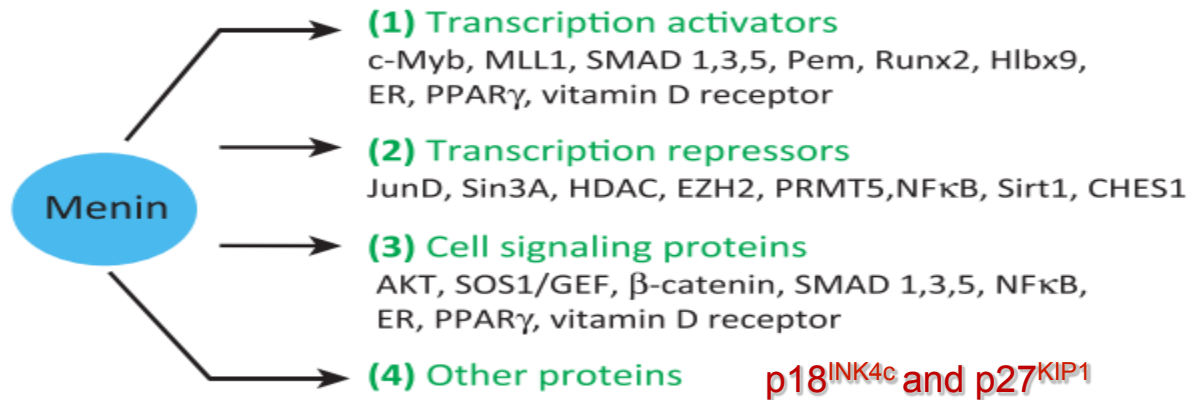 (1) Transcription activators
c-Myb, MLL1, SMAD 1,3,5, Pem, Runx2, Hlbx9,
ER, PPARγ, vitamin D receptor
(2) Transcription repressors
JunD, Sin3A, HDAC, EZH2, PRMT5,NFκB, Sirt1, CHES1
Menin
(3) Cell signaling proteins
AKT, SOS1/GEF, β-catenin, SMAD 1,3,5, NFκB,
ER, PPARγ, vitamin D receptor
(4) Other proteins p18INK4c and p27KIP1